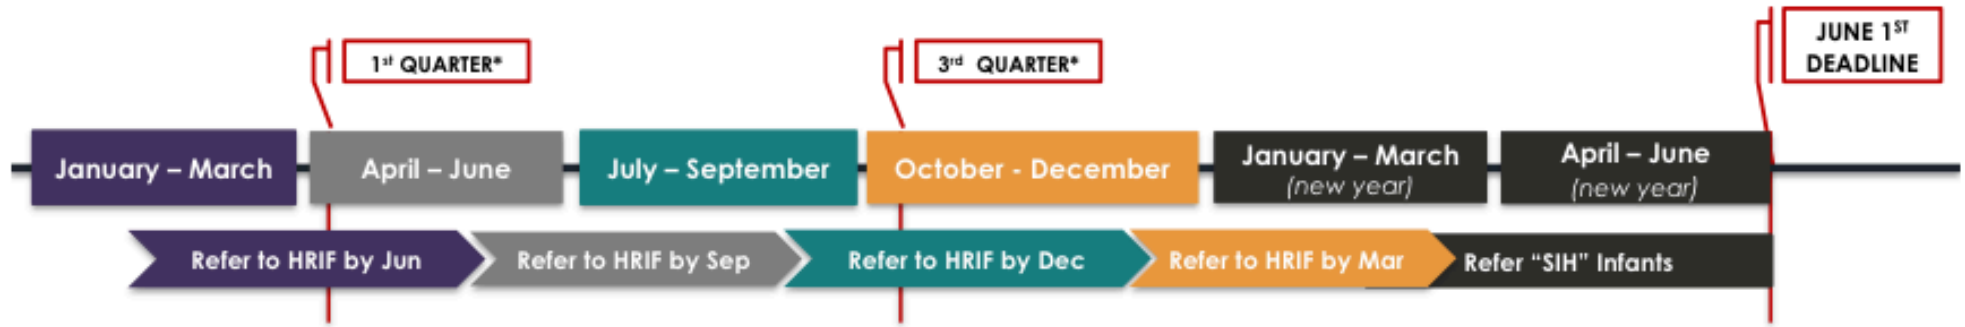 1st QUARTER*
3rd QUARTER*
JUNE 1ST
DEADLINE
January – March
April – June
July – September
October - December
January – March
(new year)
April – June
(new year)
Refer to HRIF by Jun
Refer to HRIF by Sep
Refer to HRIF by Dec
Refer to HRIF by Mar
Refer “SIH” Infants